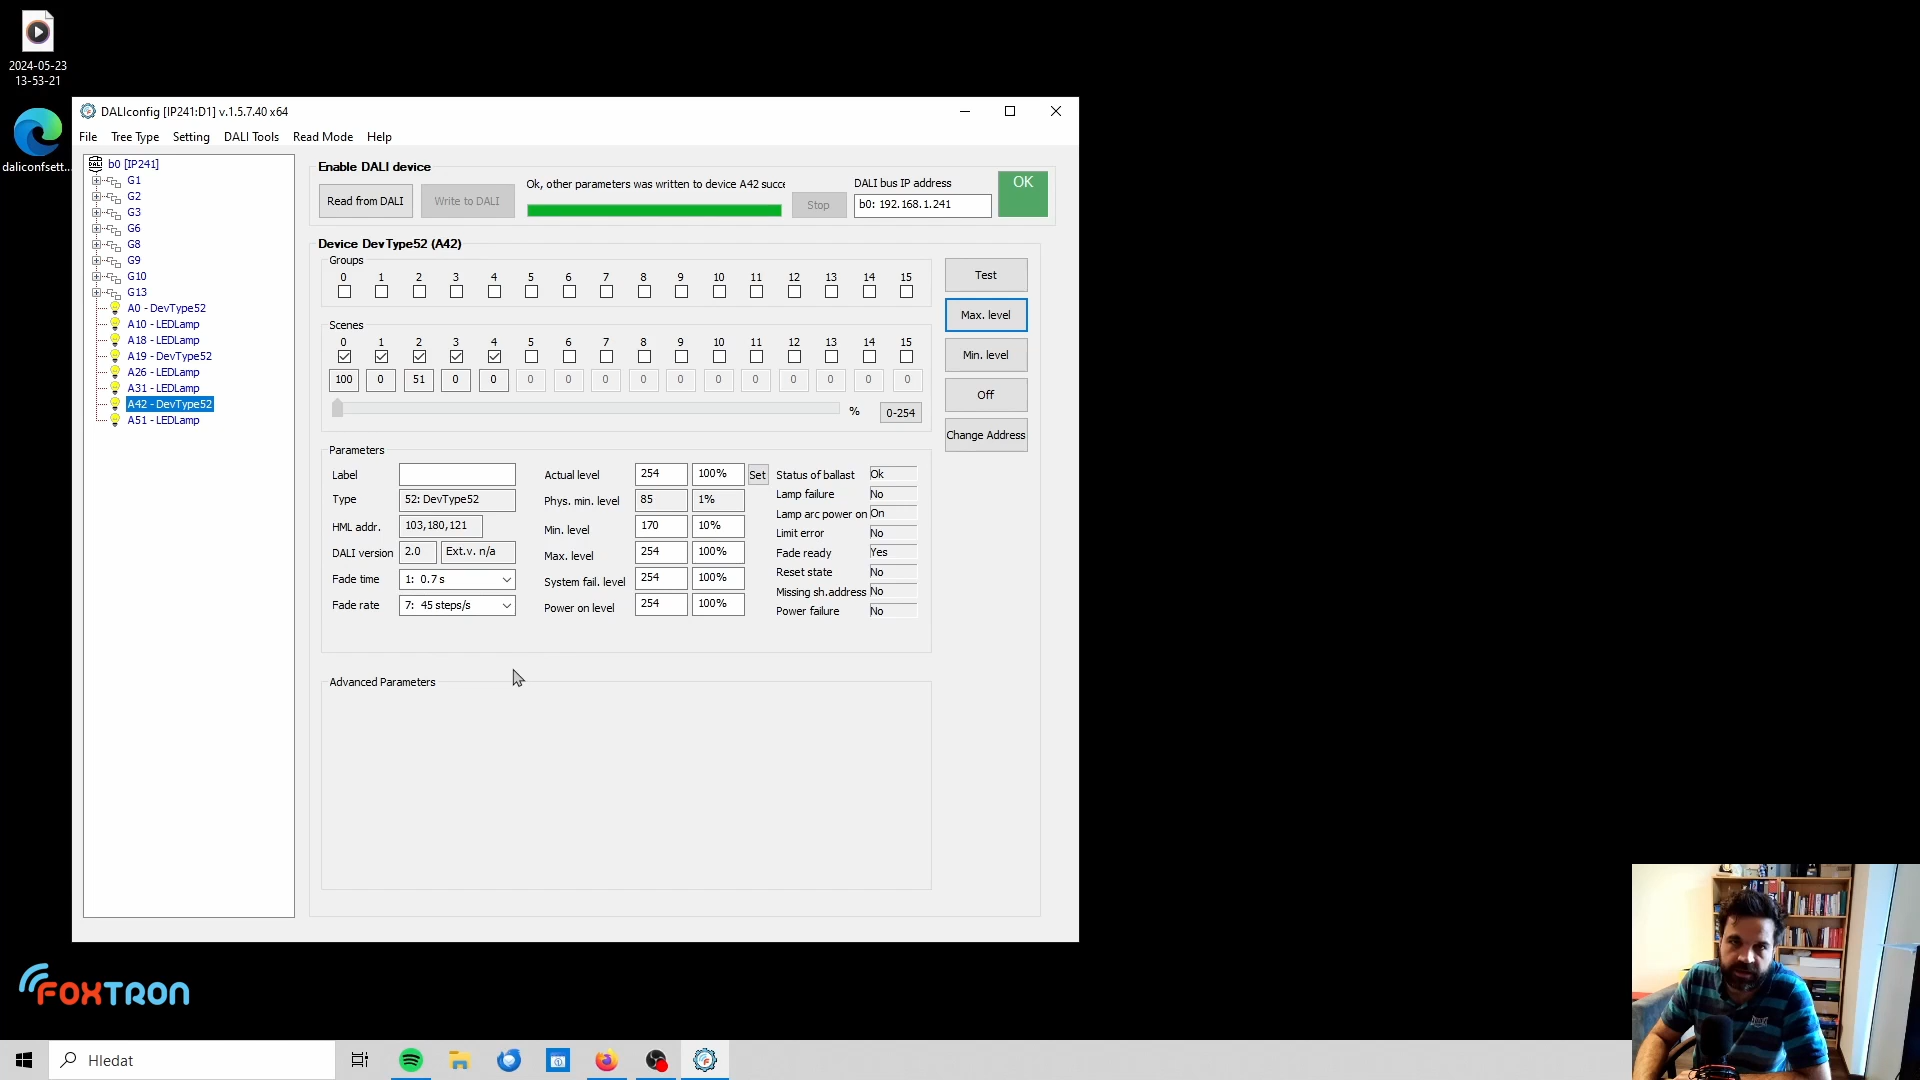 2024-05-23
13-53-21
daliconfsett...
DALIconfig [IP241:D1] v.1.5.7.40 x64
File Tree Type Setting DALI Tools Read Mode Help
b0 [IP241]
G1
G2
G3
G6
G8
G9
G10
G13
A0 - DevType52
A10 - LEDLamp
A18 - LEDLamp
A19 - DevType52
A26 - LEDLamp
A31 - LEDLamp
A42 - DevType52
A51 - LEDLamp
Enable DALI device
Read from DALI
Write to DALI
Ok, other parameters was written to device A42 succe
Stop
DALI bus IP address
b0: 192.168.1.241
OK
Device DevType52 (A42)
Groups
0 1 2 3 4 5 6 7 8 9 10 11 12 13 14 15
Scenes
0 1 2 3 4 5 6 7 8 9 10 11 12 13 14 15
100 0 51 0 0 0 0 0 0 0 0 0 0 0 0 0
%
0-254
Test
Max. level
Min. level
Off
Change Address
Parameters
Label
Type 52: DevType52
HML addr. 103,180,121
DALI version 2.0 Ext.v. n/a
Fade time 1: 0.7 s
Fade rate 7: 45 steps/s
Actual level 254 100% Set
Phys. min. level 85 1%
Min. level 170 10%
Max. level 254 100%
System fail. level 254 100%
Power on level 254 100%
Status of ballast Ok
Lamp failure No
Lamp arc power on On
Limit error No
Fade ready Yes
Reset state No
Missing sh.address No
Power failure No
Advanced Parameters
FOXTRON
Hledat